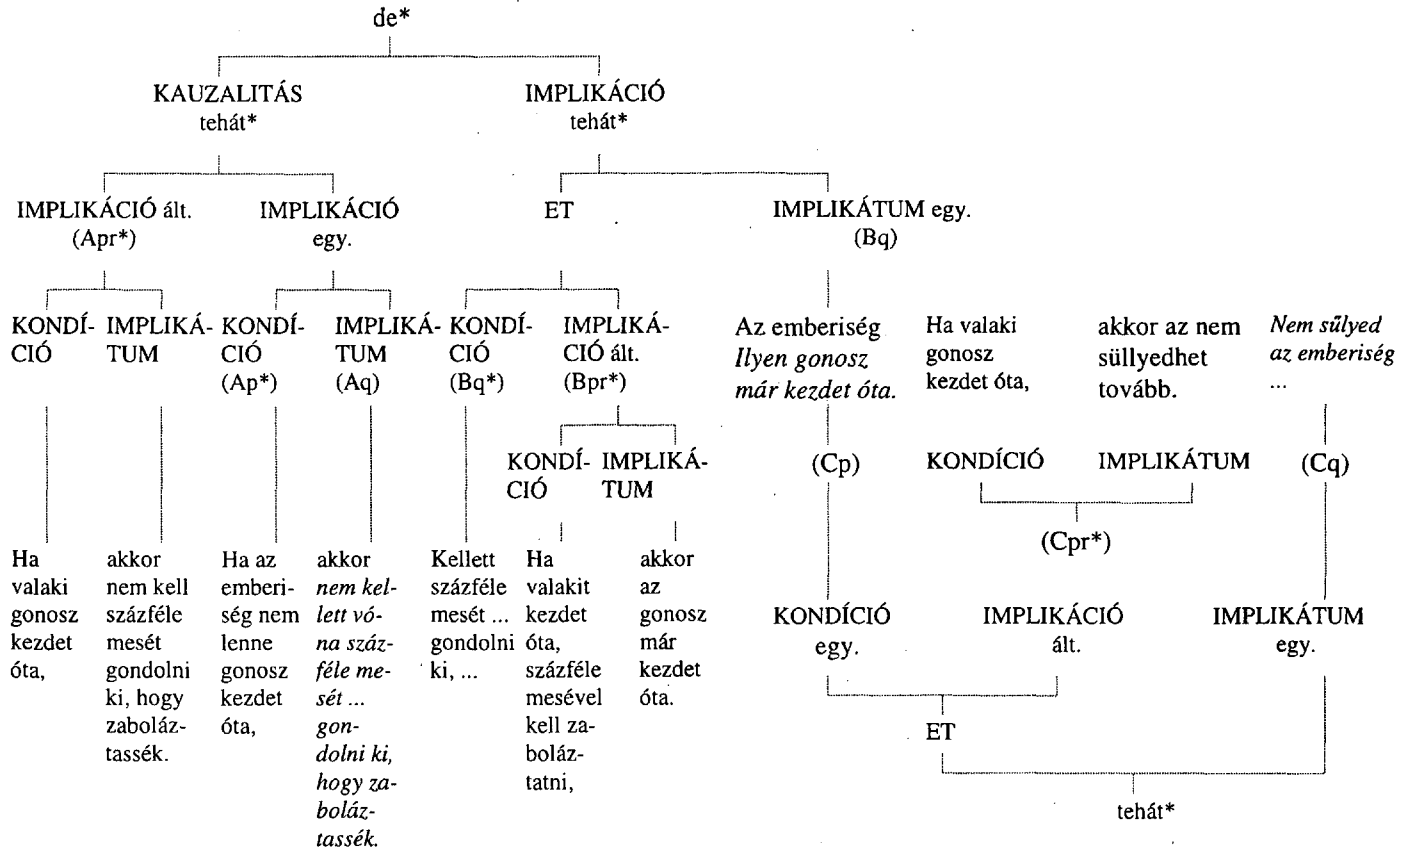 de*
KAUZALITÁS
tehát*
IMPLIKÁCIÓ
tehát*
IMPLIKÁCIÓ ált.
(Apr*)
IMPLIKÁCIÓ
egy.
ET
IMPLIKÁTUM egy.
(Bq)
KONDÍ-
CIÓ
IMPLIKÁ-
TUM
KONDÍ-
CIÓ
(Ap*)
IMPLIKÁ-
TUM
(Aq)
KONDÍ-
CIÓ
(Bq*)
IMPLIKÁ-
CIÓ ált.
(Bpr*)
Az emberiség
Ilyen gonosz
már kezdet óta.
Ha valaki
gonosz
kezdet óta,
akkor az nem
süllyedhet
tovább.
Nem sűlyed
az emberiség
...
KONDÍ-
CIÓ
IMPLIKÁ-
TUM
(Cp)
KONDÍCIÓ
IMPLIKÁTUM
(Cq)
(Cpr*)
Ha
valaki
gonosz
kezdet
óta,
akkor
nem kell
százféle
mesét
gondolni
ki, hogy
zaboláz-
tassék.
Ha az
emberi-
ség nem
lenne
gonosz
kezdet
óta,
akkor
nem kel-
lett vó-
na száz-
féle me-
sét ...
gon-
dolni ki,
hogy za-
boláz-
tassék.
Kellett
százféle
mesét ...
gondolni
ki, ...
Ha
valakit
kezdet
óta,
százféle
mesével
kell za-
boláz-
tatni,
akkor
az
gonosz
már
kezdet
óta.
KONDÍCIÓ
egy.
IMPLIKÁCIÓ
ált.
IMPLIKÁTUM
egy.
ET
tehát*